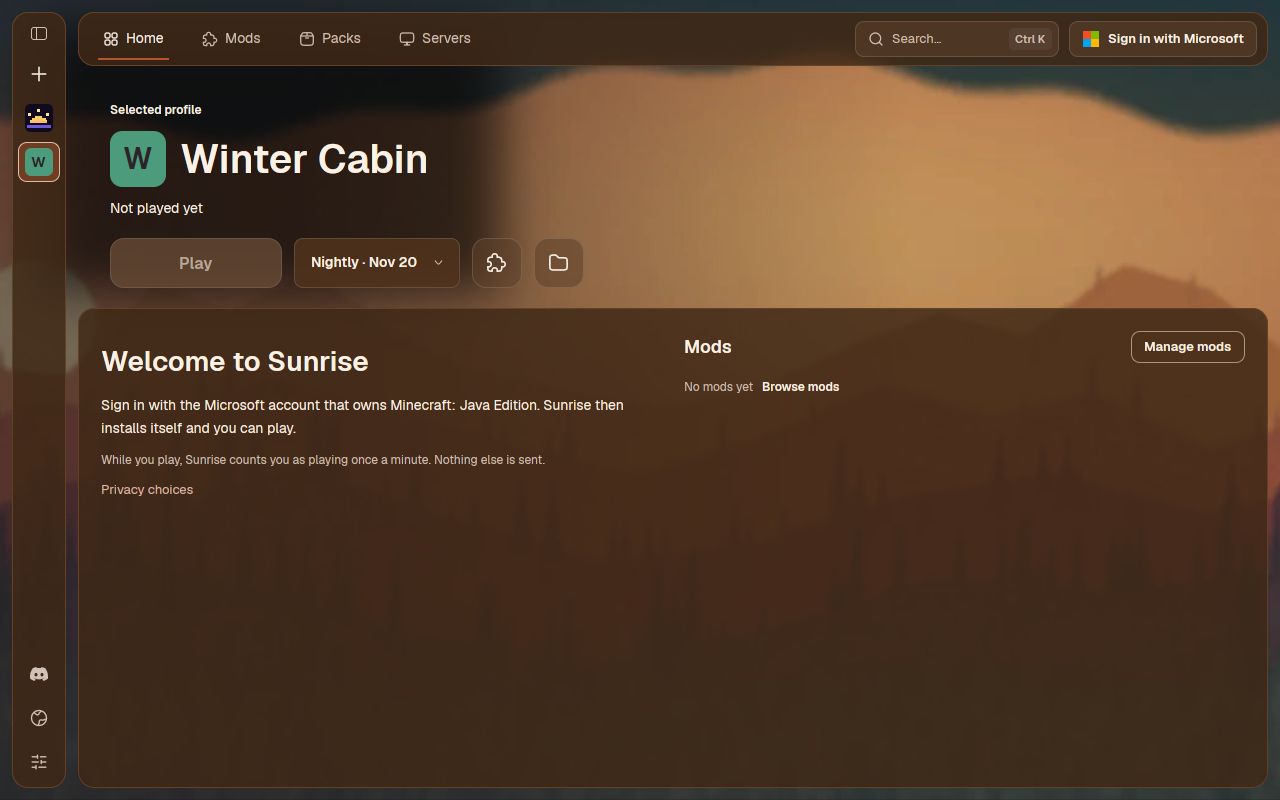 Home
Mods
Packs
Servers
Search...
Ctrl K
Sign in with Microsoft
W
Selected profile
W
Winter Cabin
Not played yet
Play
Nightly · Nov 20
Welcome to Sunrise
Sign in with the Microsoft account that owns Minecraft: Java Edition. Sunrise then
installs itself and you can play.
While you play, Sunrise counts you as playing once a minute. Nothing else is sent.
Privacy choices
Mods
Manage mods
No mods yet
Browse mods